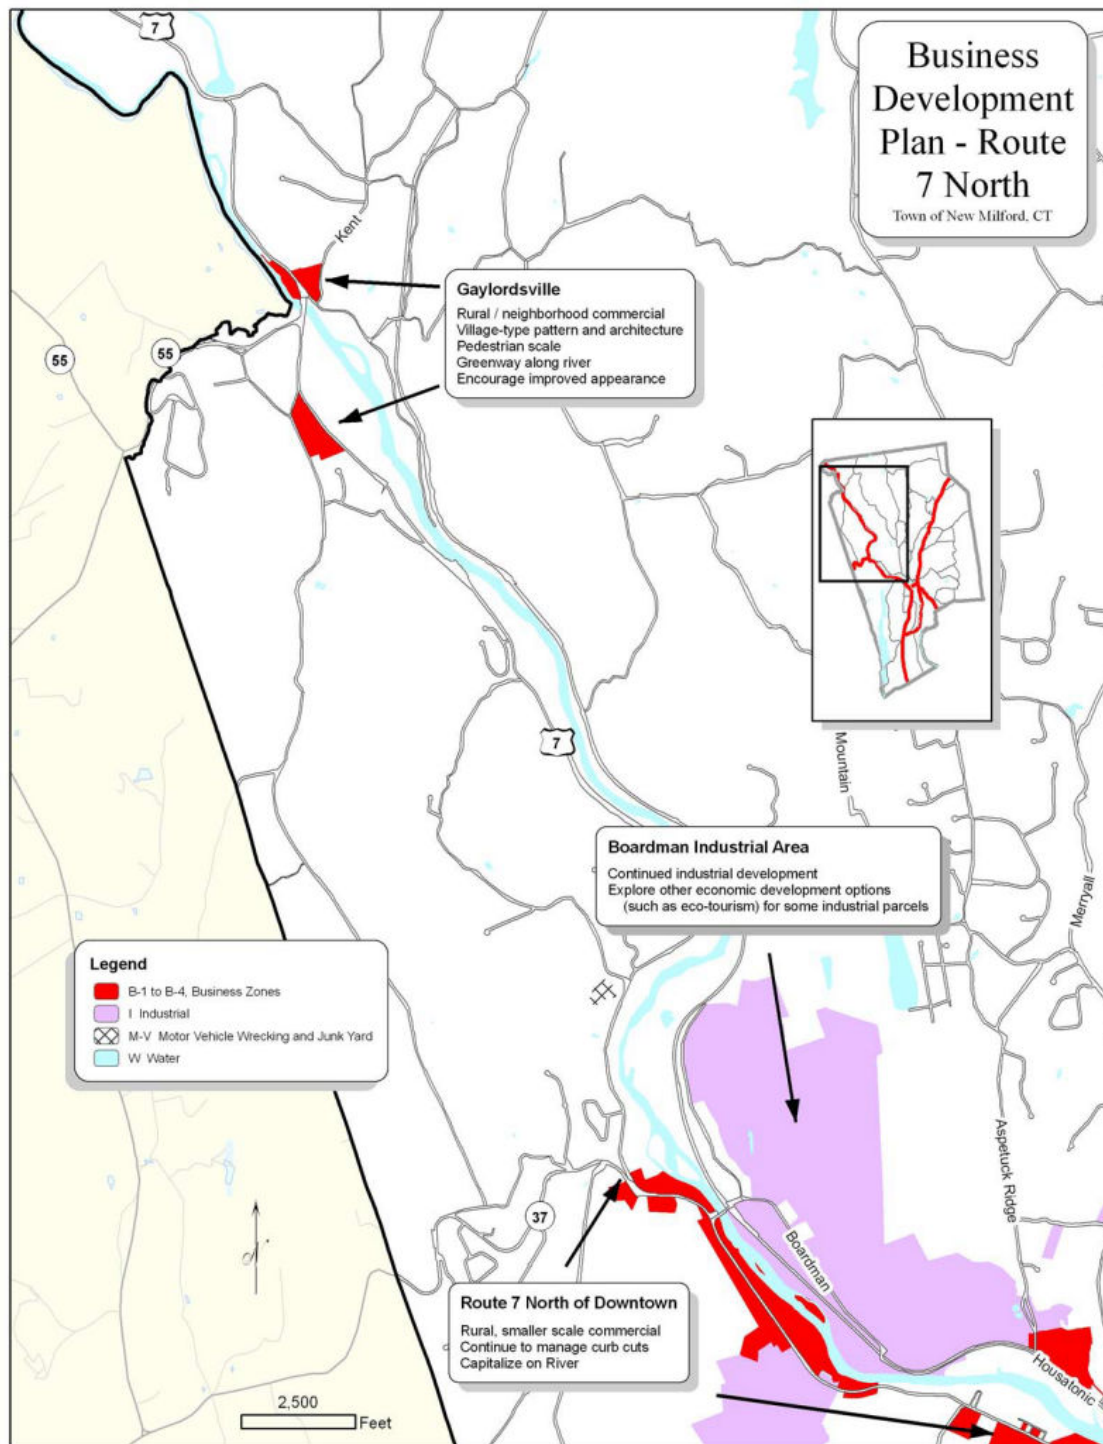 7
Business
Development
Plan - Route
7 North
Town of New Milford, CT
Kent
Gaylordsville
Rural / neighborhood commercial
Village-type pattern and architecture
Pedestrian scale
Greenway along river
Encourage improved appearance
55
55
7
Mountain
Boardman Industrial Area
Continued industrial development
Explore other economic development options
(such as eco-tourism) for some industrial parcels
Merryall
Legend
B-1 to B-4, Business Zones
I Industrial
M-V Motor Vehicle Wrecking and Junk Yard
W Water
Aspetuck Ridge
37
N
Boardman
Route 7 North of Downtown
Rural, smaller scale commercial
Continue to manage curb cuts
Capitalize on River
Housatonic
2,500
Feet